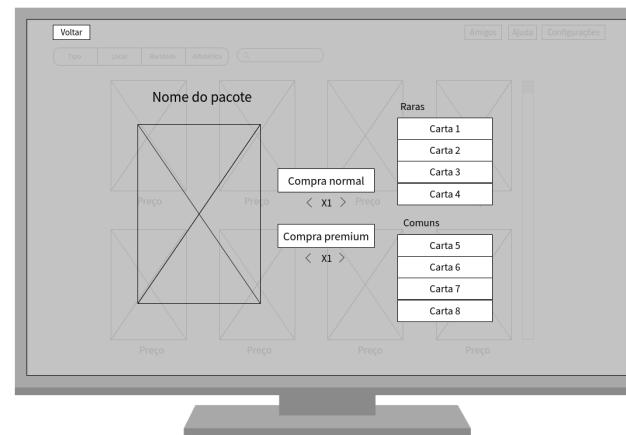 Voltar
Amigos Ajuda Configurações
Tipo Local Raridade Alfabética
Nome do pacote
Raras
Carta 1
Carta 2
Carta 3
Carta 4
Compra normal
X1
Compra premium
X1
Comuns
Carta 5
Carta 6
Carta 7
Carta 8
Preço Preço Preço
Preço Preço Preço Preço